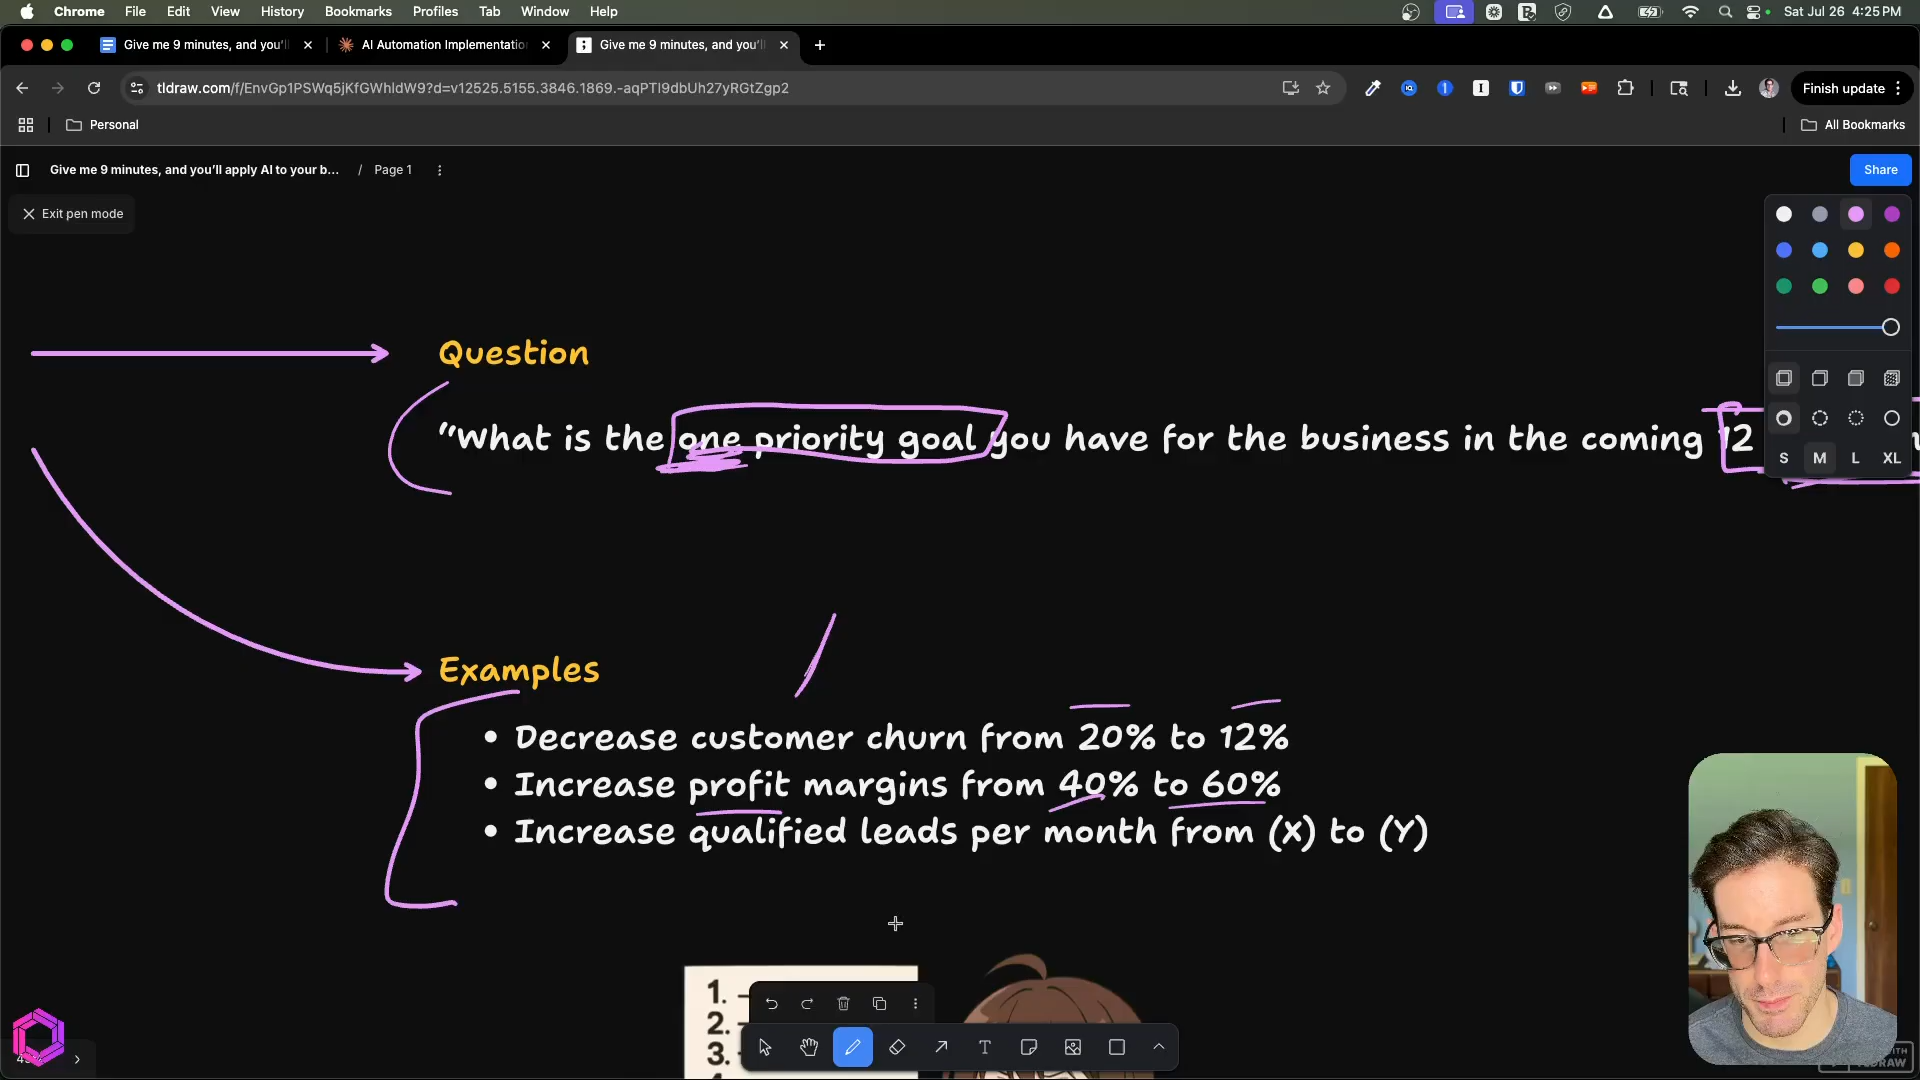 Chrome File Edit View History Bookmarks Profiles Tab Window Help
Sat Jul 26 4:25 PM
Give me 9 minutes, and you'll
AI Automation Implementatio
Give me 9 minutes, and you'll
tldraw.com/f/EnvGp1PSWq5jKfGWhldW9?d=v12525.5155.3846.1869.-aqPTl9dbUh27yRGtZgp2
Finish update
Personal
All Bookmarks
Give me 9 minutes, and you'll apply AI to your b... / Page 1
Share
Exit pen mode
Question
"What is the one priority goal you have for the business in the coming 12
S M L XL
Examples
• Decrease customer churn from 20% to 12%
• Increase profit margins from 40% to 60%
• Increase qualified leads per month from (X) to (Y)
1.
2.
3.